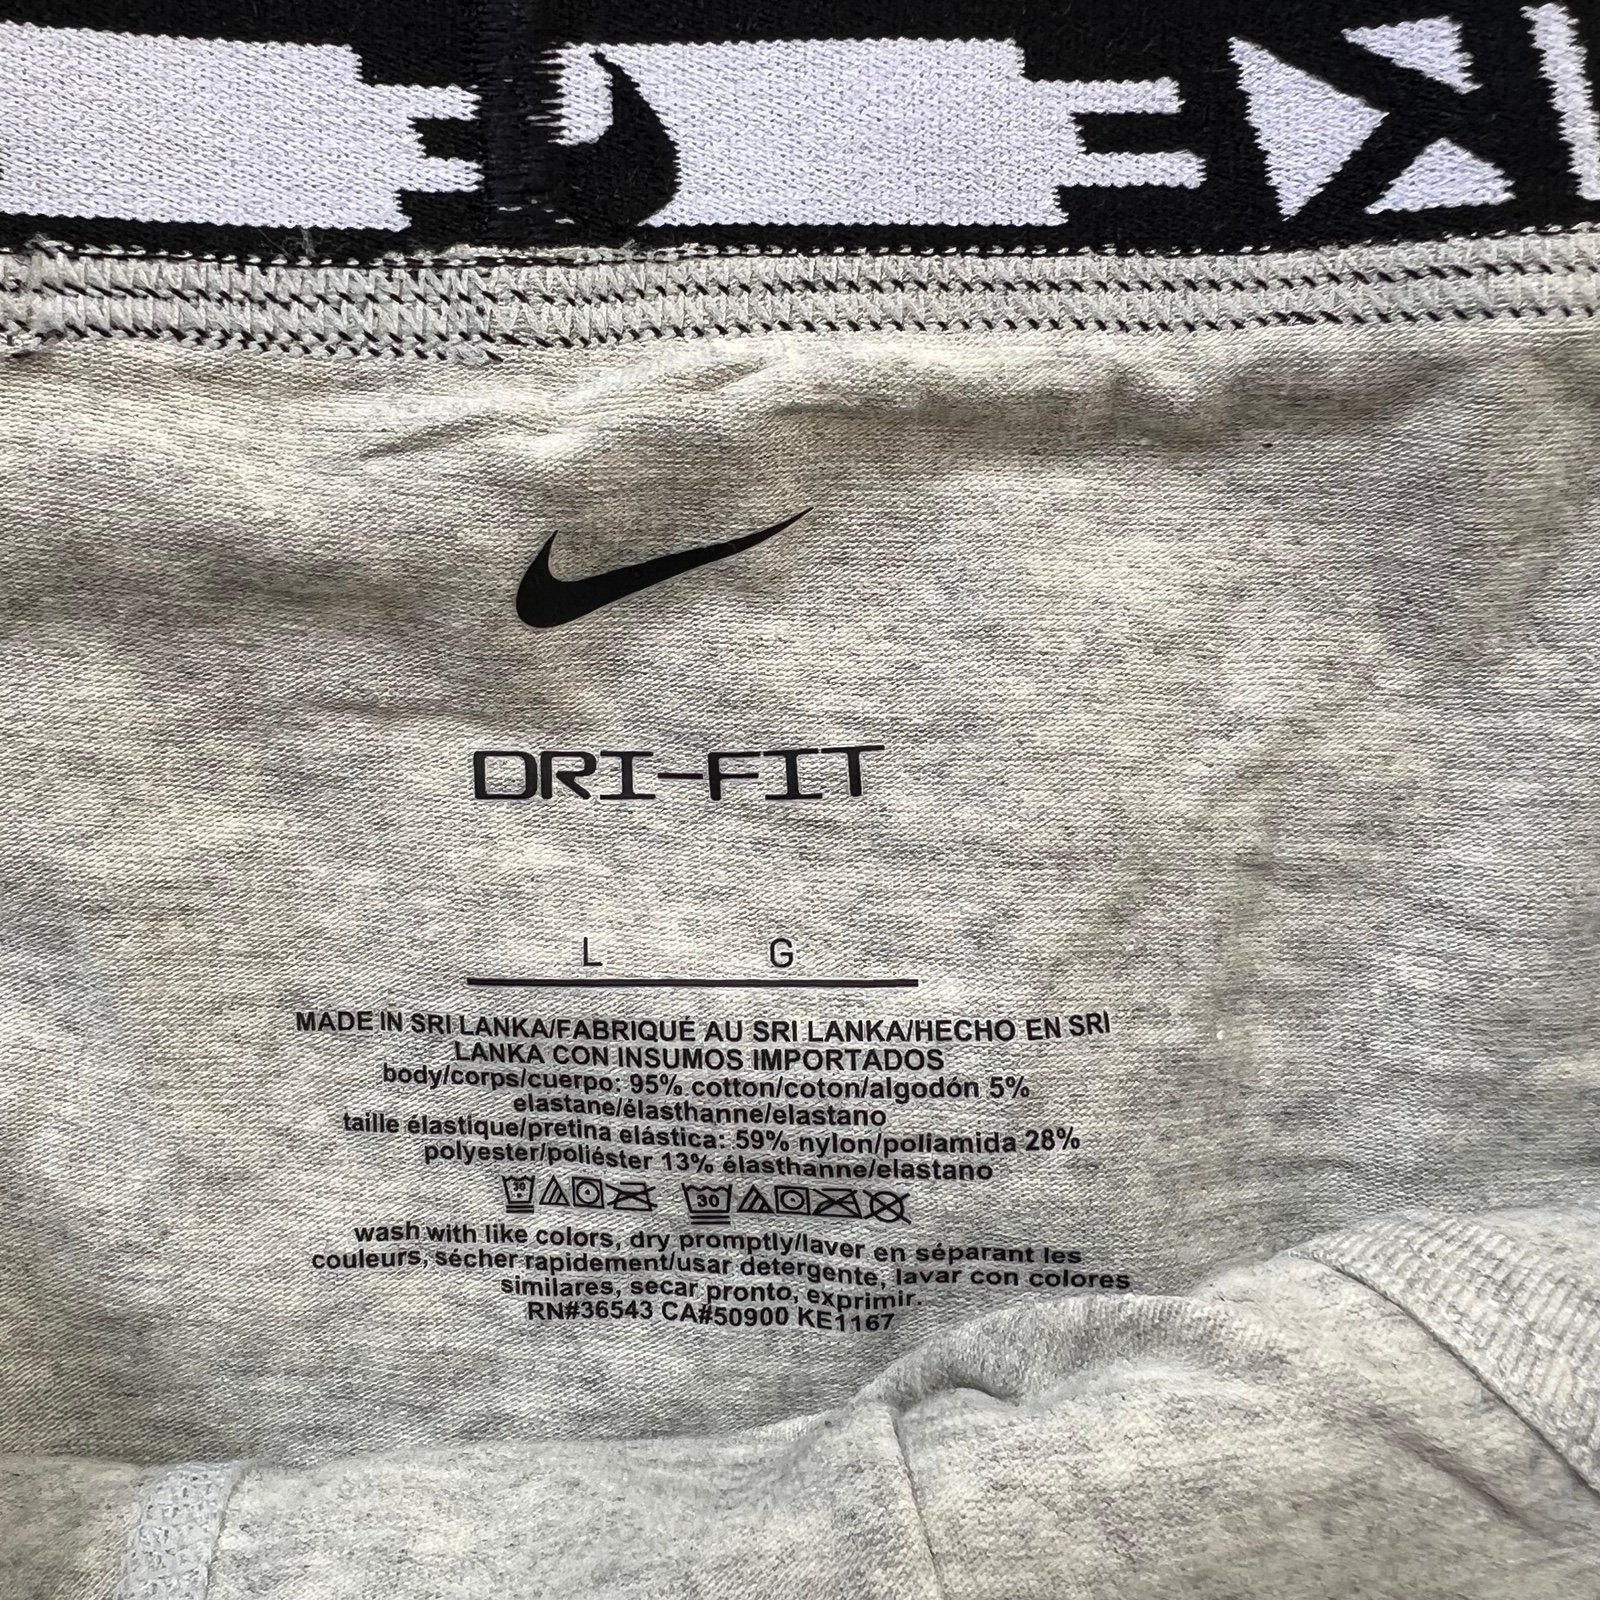 DRI-FIT
L G
MADE IN SRI LANKA/FABRIQUÉ AU SRI LANKA/HECHO EN SRI
LANKA CON INSUMOS IMPORTADOS
body/corps/cuerpo: 95% cotton/coton/algodón 5%
elastane/élasthanne/elastano
taille élastique/pretina elástica: 59% nylon/poliamida 28%
polyester/poliéster 13% élasthanne/elastano
30 30
wash with like colors, dry promptly/laver en séparant les
couleurs, sécher rapidement/usar detergente, lavar con colores
similares, secar pronto, exprimir.
RN#36543 CA#50900 KE1167